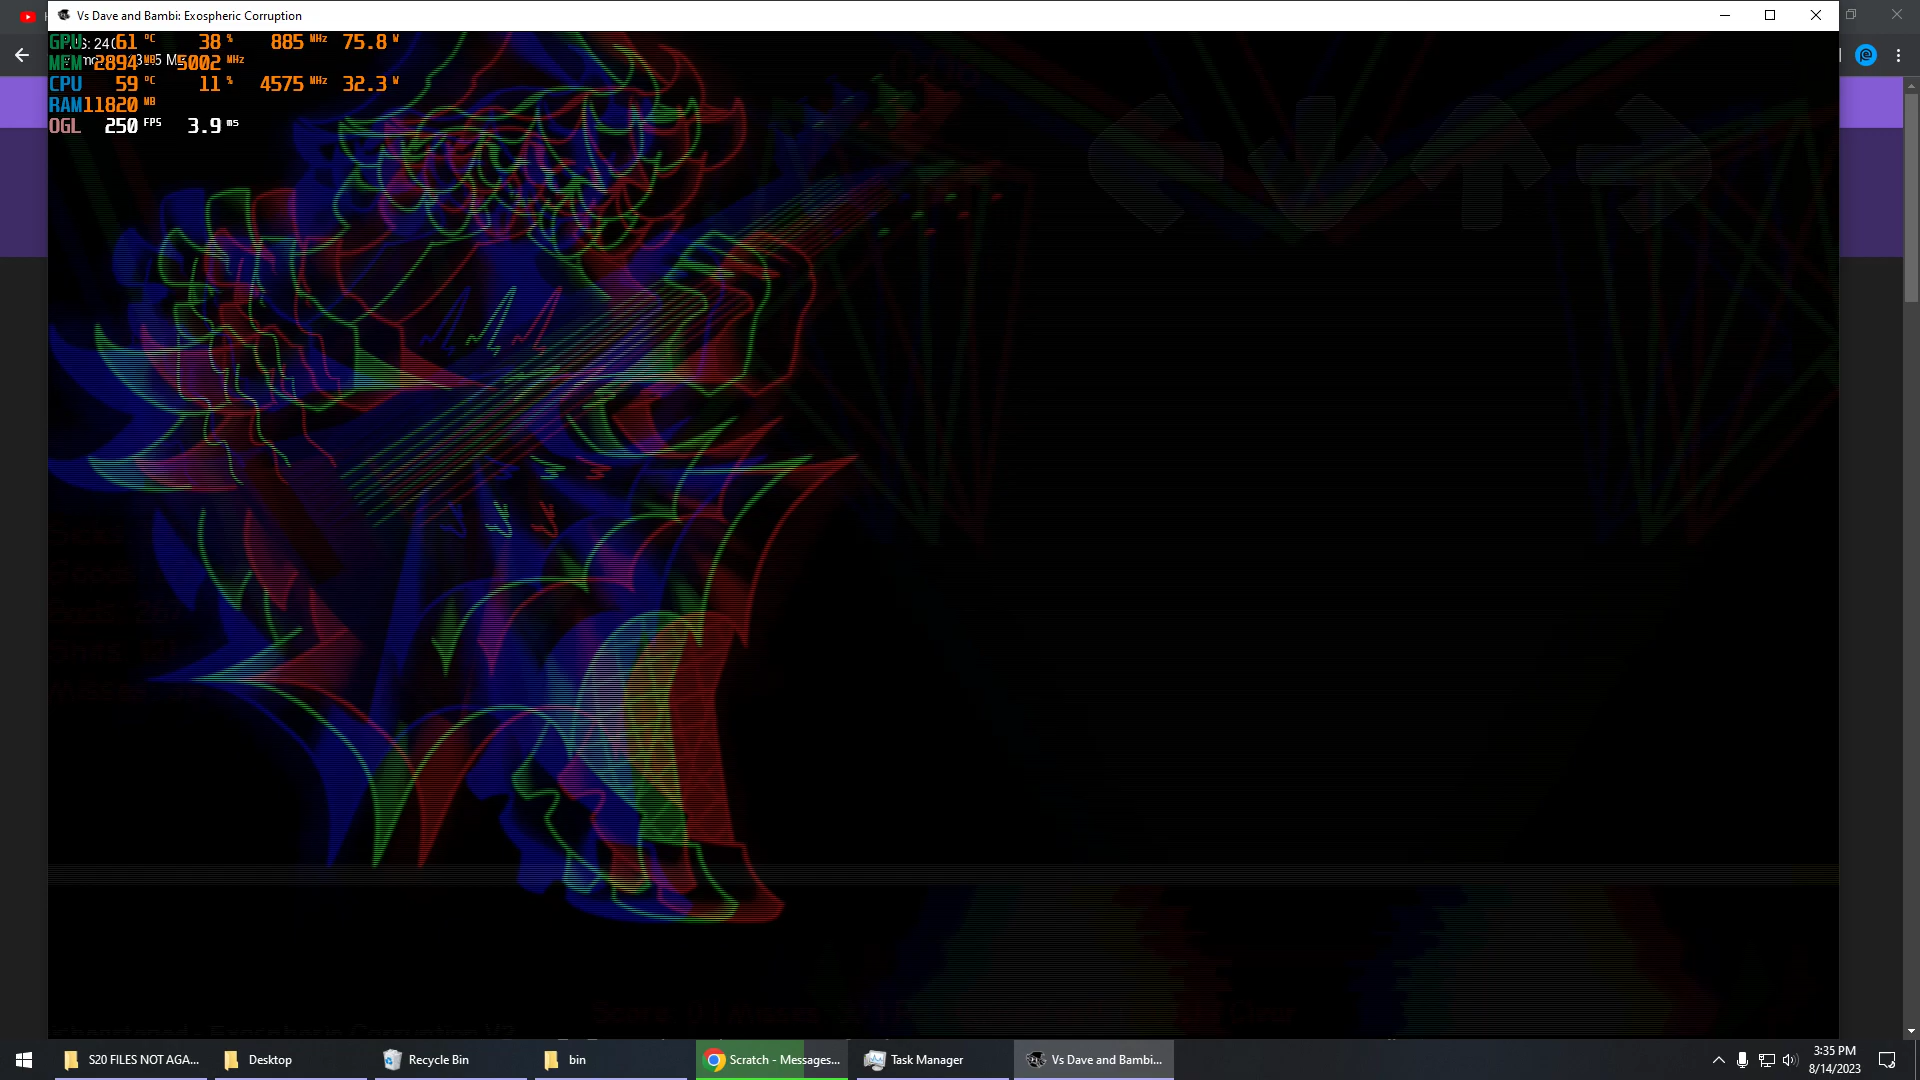 Vs Dave and Bambi: Exospheric Corruption
GPU 61 °C 38 % 885 MHz 75.8 W
MEM 2894 MB 5002 MHz
CPU 59 °C 11 % 4575 MHz 32.3 W
RAM 11820 MB
OGL 250 FPS 3.9 ms
S20 FILES NOT AGA...
Desktop
Recycle Bin
bin
Scratch - Messages...
Task Manager
Vs Dave and Bambi...
3:35 PM
8/14/2023